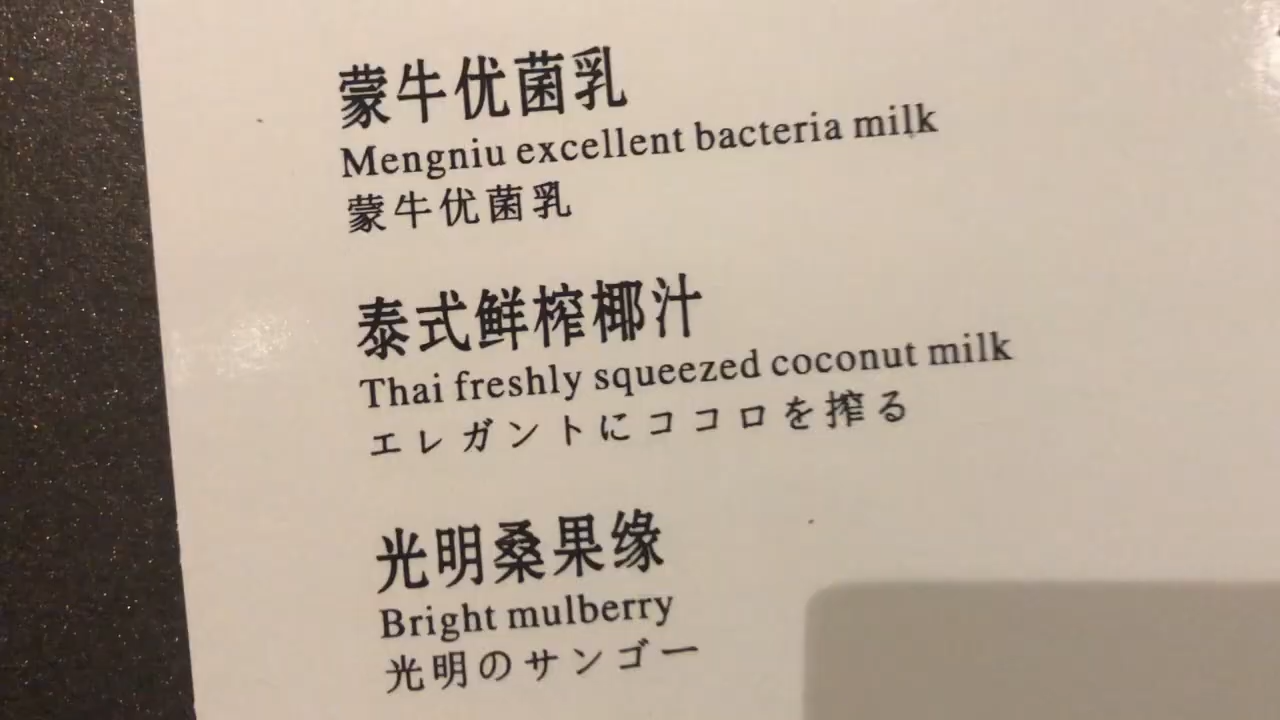 蒙牛优菌乳
Mengniu excellent bacteria milk
蒙牛优菌乳
泰式鲜榨椰汁
Thai freshly squeezed coconut milk
エレガントにココロを搾る
光明桑果缘
Bright mulberry
光明のサンゴー